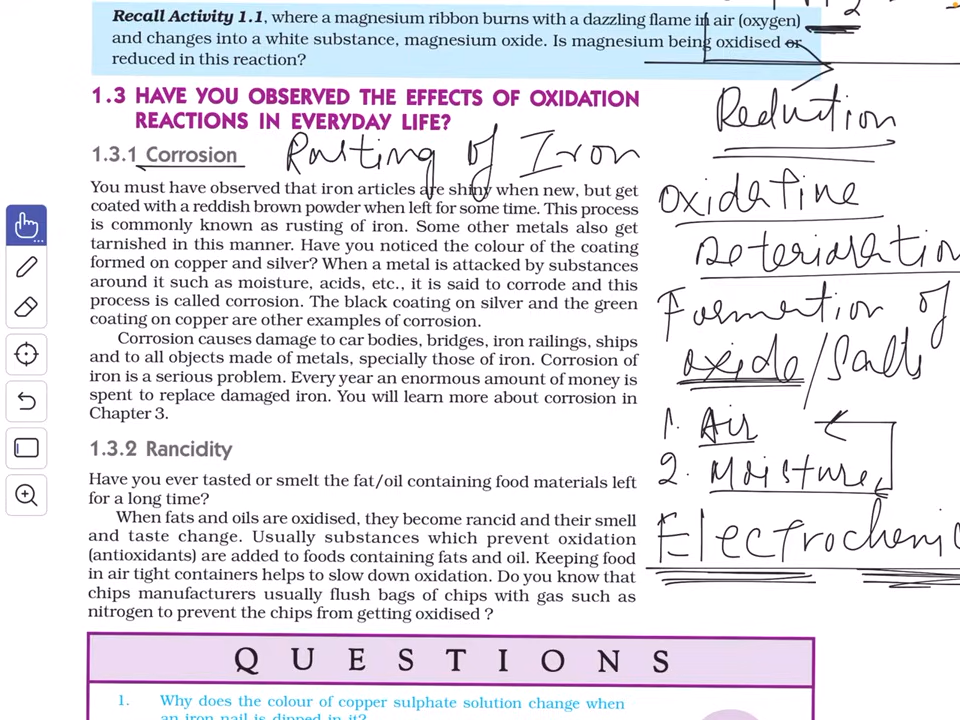 Recall Activity 1.1, where a magnesium ribbon burns with a dazzling flame in air (oxygen)
and changes into a white substance, magnesium oxide. Is magnesium being oxidised or
reduced in this reaction?
2
1.3 HAVE YOU OBSERVED THE EFFECTS OF OXIDATION
REACTIONS IN EVERYDAY LIFE?
1.3.1 Corrosion
Rusting of Iron
You must have observed that iron articles are shiny when new, but get
coated with a reddish brown powder when left for some time. This process
is commonly known as rusting of iron. Some other metals also get
tarnished in this manner. Have you noticed the colour of the coating
formed on copper and silver? When a metal is attacked by substances
around it such as moisture, acids, etc., it is said to corrode and this
process is called corrosion. The black coating on silver and the green
coating on copper are other examples of corrosion.
Corrosion causes damage to car bodies, bridges, iron railings, ships
and to all objects made of metals, specially those of iron. Corrosion of
iron is a serious problem. Every year an enormous amount of money is
spent to replace damaged iron. You will learn more about corrosion in
Chapter 3.
1.3.2 Rancidity
Have you ever tasted or smelt the fat/oil containing food materials left
for a long time?
When fats and oils are oxidised, they become rancid and their smell
and taste change. Usually substances which prevent oxidation
(antioxidants) are added to foods containing fats and oil. Keeping food
in air tight containers helps to slow down oxidation. Do you know that
chips manufacturers usually flush bags of chips with gas such as
nitrogen to prevent the chips from getting oxidised ?
Reduction
Oxidative
Deterioration
Formation of
oxide/Salts
1. Air
2. Moisture
Electrochemic
QUESTIONS
1. Why does the colour of copper sulphate solution change when
an iron nail is dipped in it?